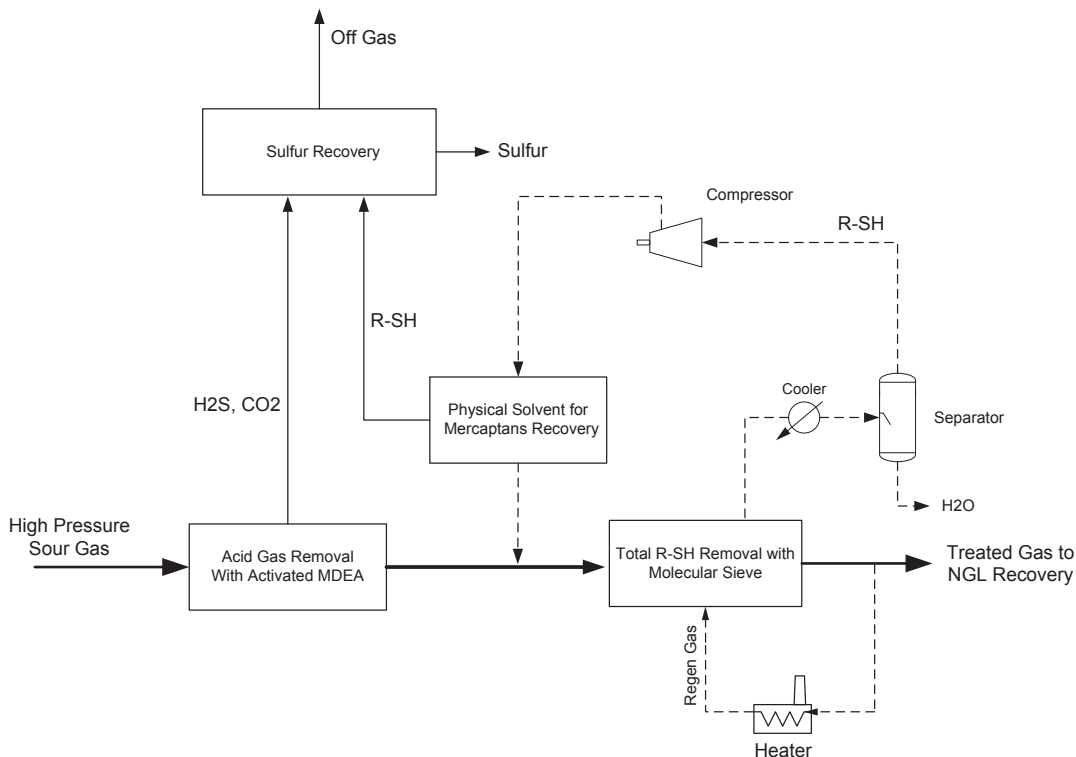 Off Gas
Sulfur Recovery
Sulfur
Compressor
R-SH
R-SH
H2S, CO2
Physical Solvent for
Mercaptans Recovery
Cooler
Separator
H2O
High Pressure
Sour Gas
Acid Gas Removal
With Activated MDEA
Total R-SH Removal with
Molecular Sieve
Treated Gas to
NGL Recovery
Regen Gas
Heater